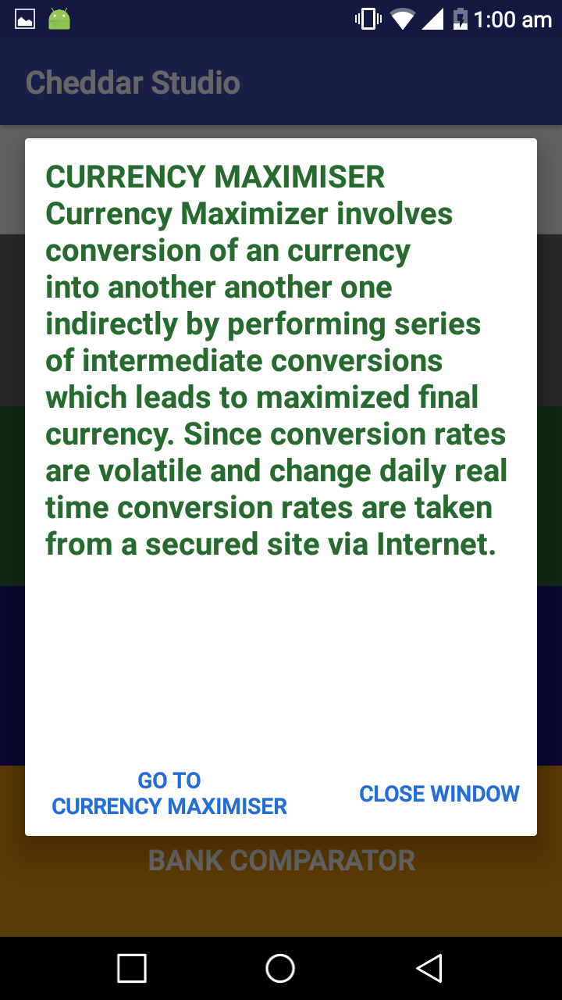 1:00 am
Cheddar Studio
CURRENCY MAXIMISER
Currency Maximizer involves
conversion of an currency
into another another one
indirectly by performing series
of intermediate conversions
which leads to maximized final
currency. Since conversion rates
are volatile and change daily real
time conversion rates are taken
from a secured site via Internet.
GO TO
CURRENCY MAXIMISER
CLOSE WINDOW
BANK COMPARATOR